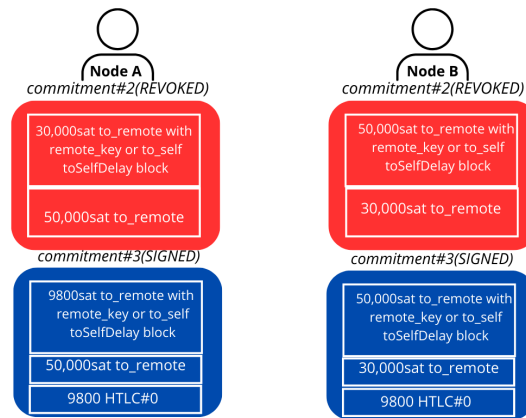 Node A
commitment#2(REVOKED)
30,000sat to_remote with
remote_key or to_self
toSelfDelay block
50,000sat to_remote
commitment#3(SIGNED)
9800sat to_remote with
remote_key or to_self
toSelfDelay block
50,000sat to_remote
9800 HTLC#0
Node B
commitment#2(REVOKED)
50,000sat to_remote with
remote_key or to_self
toSelfDelay block
30,000sat to_remote
commitment#3(SIGNED)
50,000sat to_remote with
remote_key or to_self
toSelfDelay block
30,000sat to_remote
9800 HTLC#0